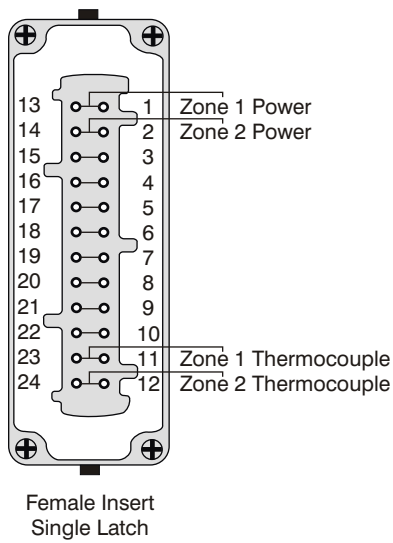 13 1 Zone 1 Power
14 2 Zone 2 Power
15 3
16 4
17 5
18 6
19 7
20 8
21 9
22 10
23 11 Zone 1 Thermocouple
24 12 Zone 2 Thermocouple
Female Insert
Single Latch